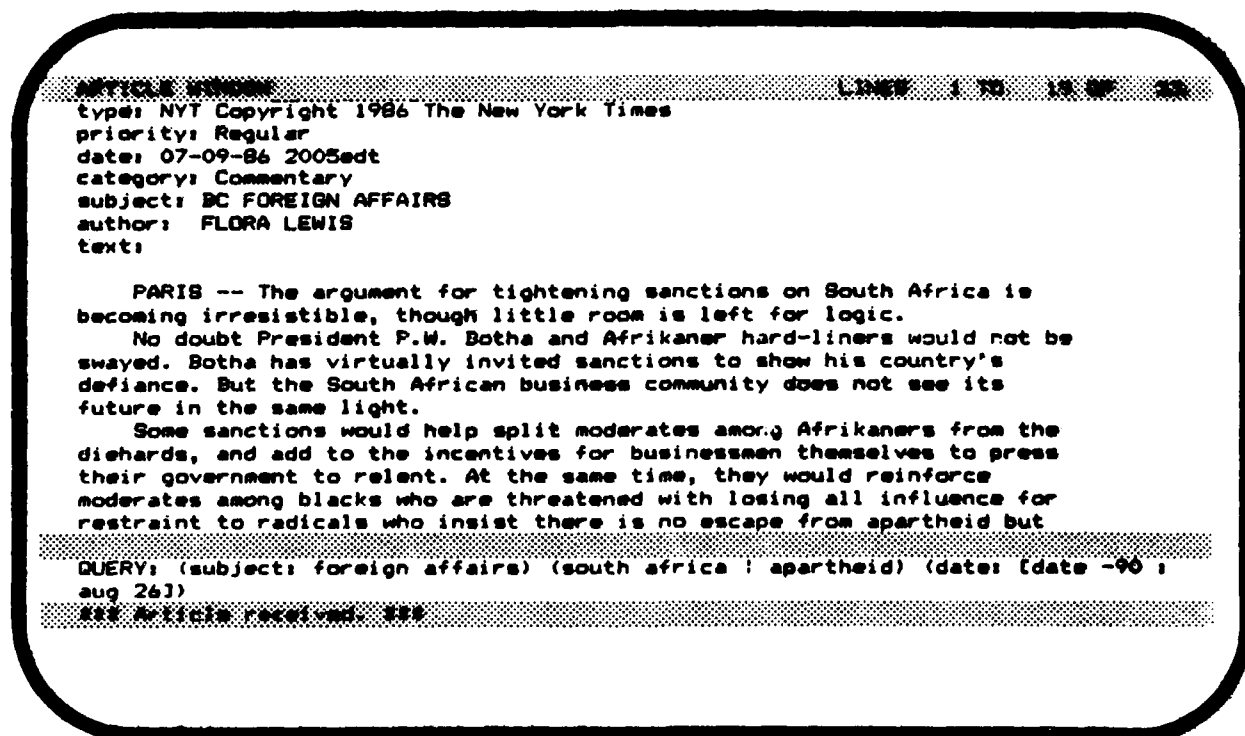 ARTICLE WINDOW LINES 1 TO 19 OF
type: NYT Copyright 1986 The New York Times
priority: Regular
date: 07-09-86 2005edt
category: Commentary
subject: BC FOREIGN AFFAIRS
author: FLORA LEWIS
text:
PARIS -- The argument for tightening sanctions on South Africa is
becoming irresistible, though little room is left for logic.
No doubt President P.W. Botha and Afrikaner hard-liners would not be
swayed. Botha has virtually invited sanctions to show his country's
defiance. But the South African business community does not see its
future in the same light.
Some sanctions would help split moderates among Afrikaners from the
diehards, and add to the incentives for businessmen themselves to press
their government to relent. At the same time, they would reinforce
moderates among blacks who are threatened with losing all influence for
restraint to radicals who insist there is no escape from apartheid but
QUERY: (subject: foreign affairs) (south africa | apartheid) (date: [date -90 :
aug 26])
### Article received. ###